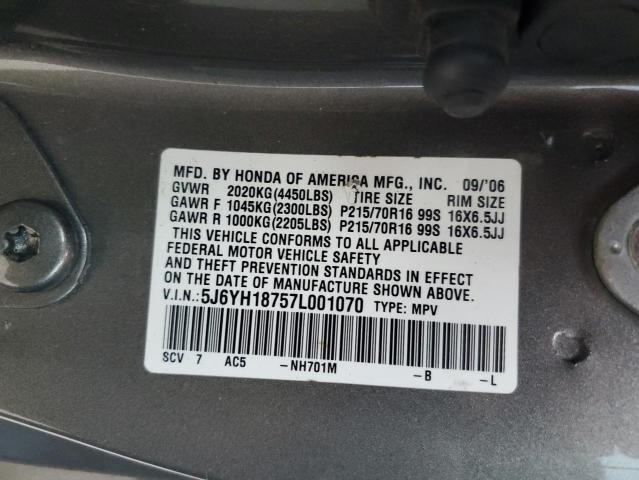 MFD. BY HONDA OF AMERICA MFG., INC. 09/'06
GVWR 2020KG(4450LBS) TIRE SIZE RIM SIZE
GAWR F 1045KG(2300LBS) P215/70R16 99S 16X6.5JJ
GAWR R 1000KG(2205LBS) P215/70R16 99S 16X6.5JJ
THIS VEHICLE CONFORMS TO ALL APPLICABLE
FEDERAL MOTOR VEHICLE SAFETY
AND THEFT PREVENTION STANDARDS IN EFFECT
ON THE DATE OF MANUFACTURE SHOWN ABOVE.
V.I.N.:5J6YH18757L001070 TYPE: MPV
SCV 7 AC5 -NH701M -B -L